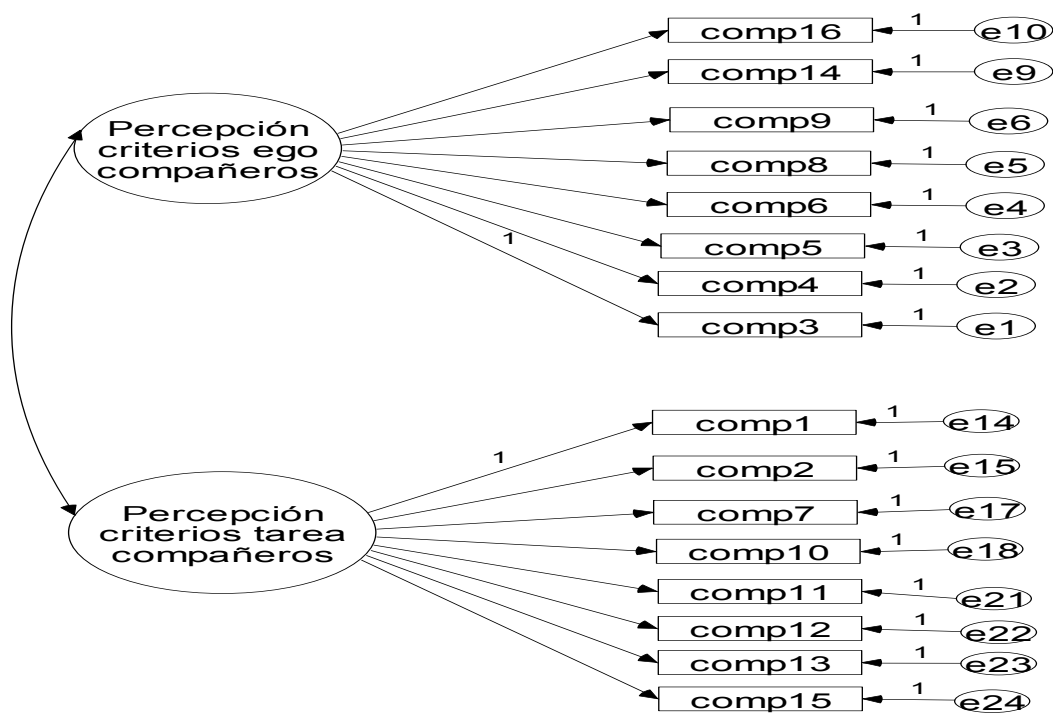 comp16 1 e10
comp14 1 e9
Percepción
criterios ego
compañeros
comp9 1 e6
comp8 1 e5
comp6 1 e4
1 comp5 1 e3
comp4 1 e2
comp3 1 e1
comp1 1 e14
1 comp2 1 e15
Percepción
criterios tarea
compañeros
comp7 1 e17
comp10 1 e18
comp11 1 e21
comp12 1 e22
comp13 1 e23
comp15 1 e24